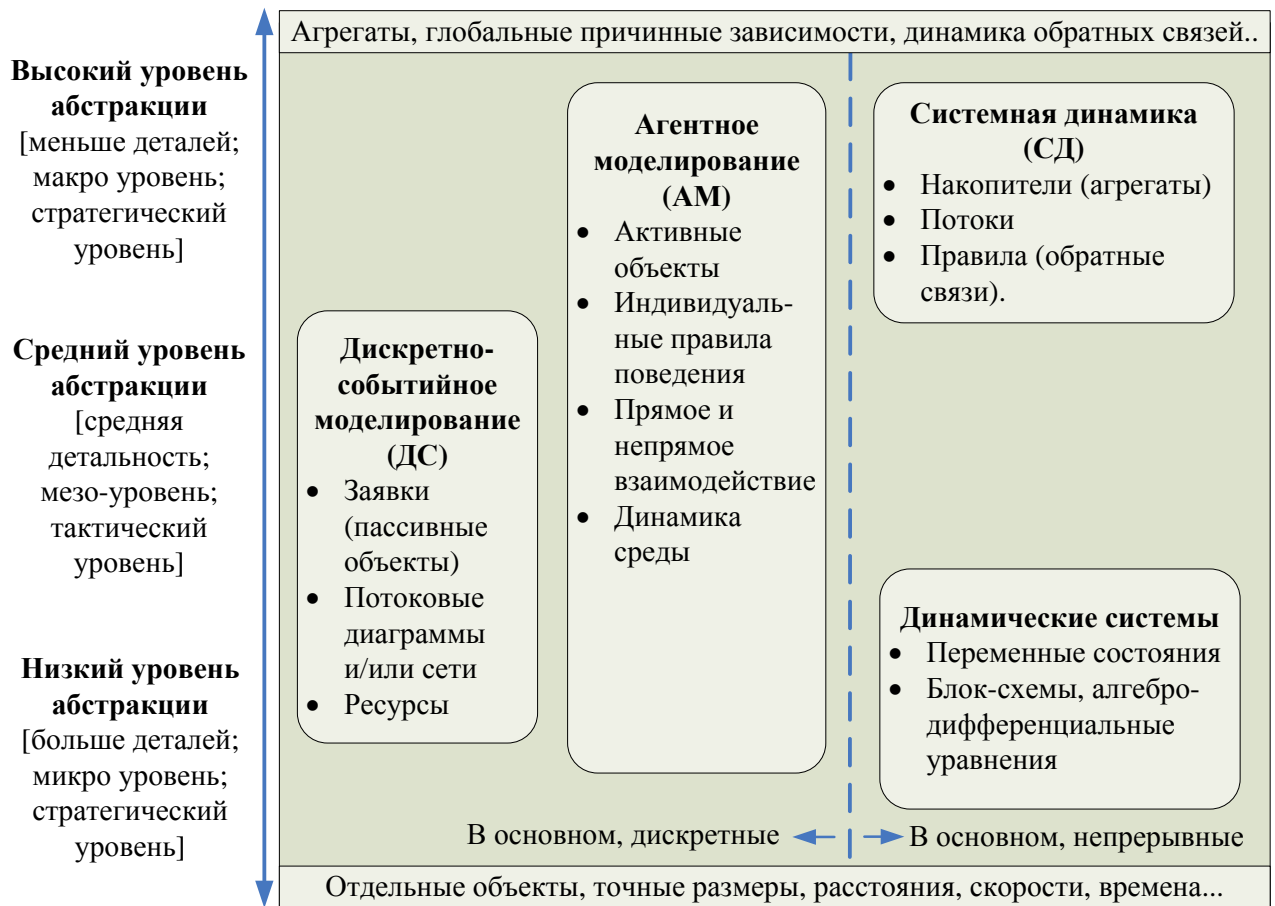 Агрегаты, глобальные причинные зависимости, динамика обратных связей..
Высокий уровень
абстракции
[меньше деталей;
макро уровень;
стратегический
уровень]
Средний уровень
абстракции
[средняя
детальность;
мезо-уровень;
тактический
уровень]
Низкий уровень
абстракции
[больше деталей;
микро уровень;
стратегический
уровень]
Дискретно-
событийное
моделирование
(ДС)
• Заявки
(пассивные
объекты)
• Потоковые
диаграммы
и/или сети
• Ресурсы
Агентное
моделирование
(АМ)
• Активные
объекты
• Индивидуаль-
ные правила
поведения
• Прямое и
непрямое
взаимодействие
• Динамика
среды
Системная динамика
(СД)
• Накопители (агрегаты)
• Потоки
• Правила (обратные
связи).
Динамические системы
• Переменные состояния
• Блок-схемы, алгебро-
дифференциальные
уравнения
В основном, дискретные
В основном, непрерывные
Отдельные объекты, точные размеры, расстояния, скорости, времена...